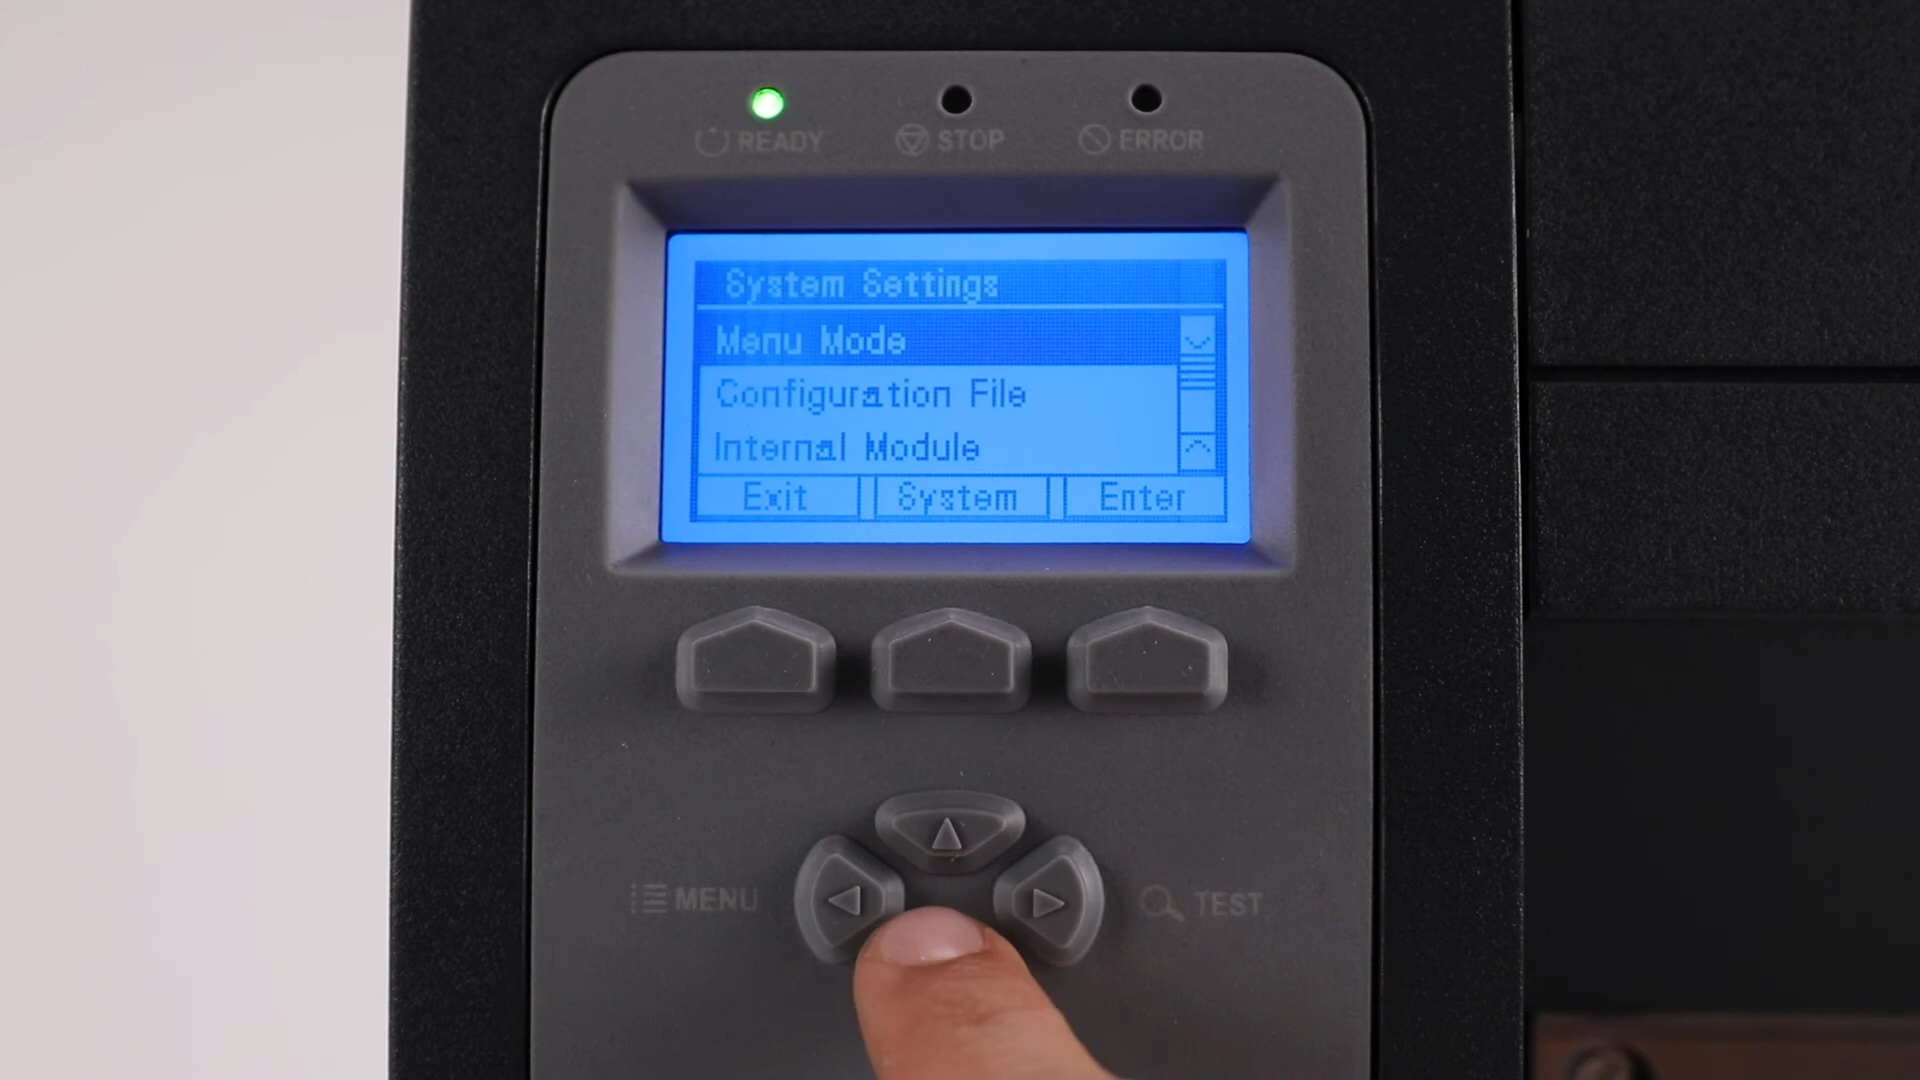 READY STOP ERROR
System Settings
Menu Mode
Configuration File
Internal Module
Exit System Enter
MENU TEST